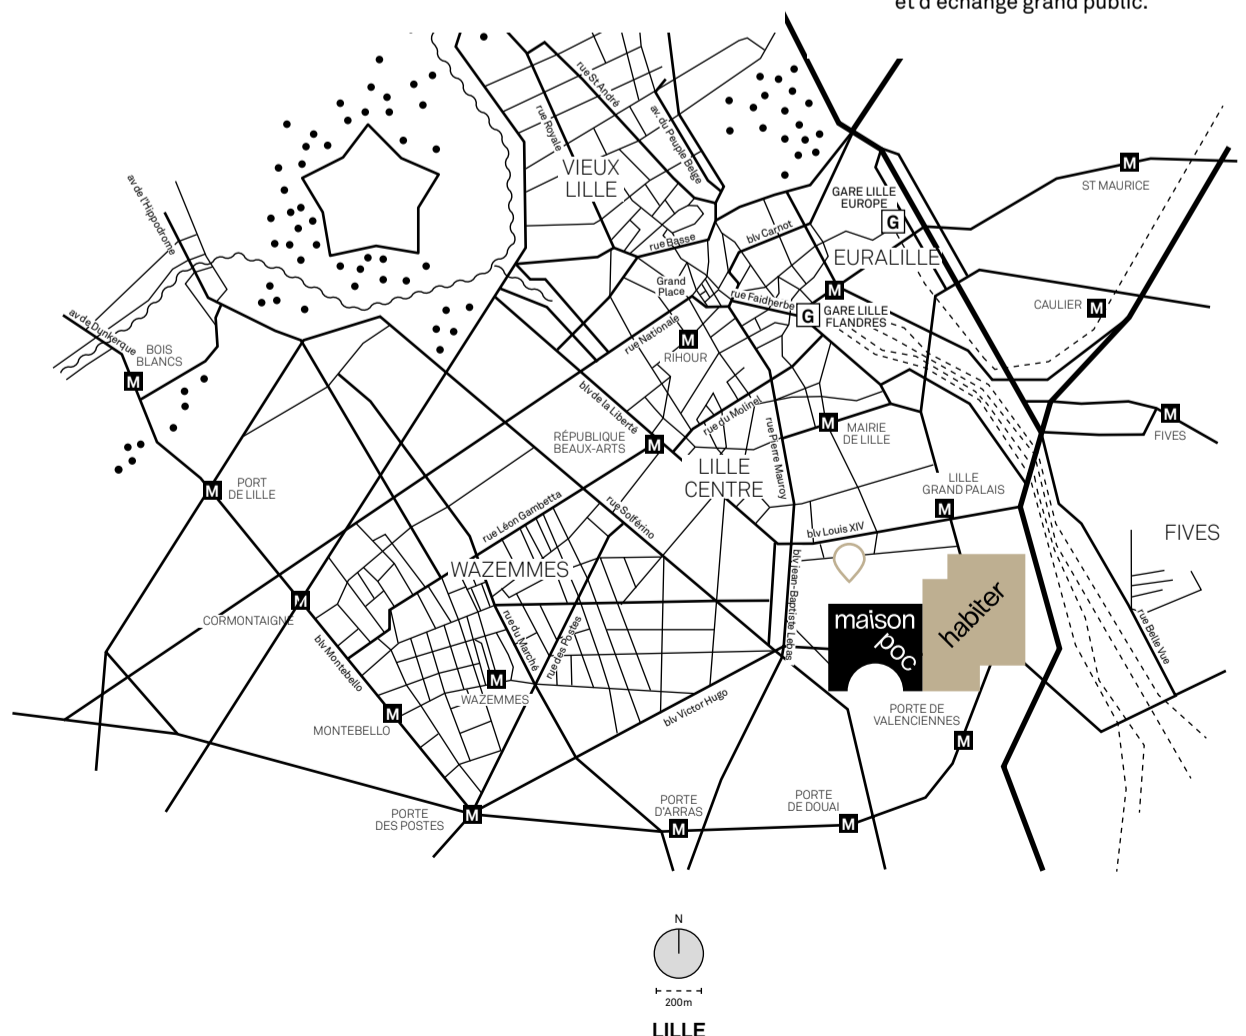 et d'échange grand public.
rue St André
rue Royale
av. du Peuple Belge
VIEUX
LILLE
M
ST MAURICE
GARE LILLE
EUROPE
G
av de l'Hippodrome
rue Basse
blv Carnot
EURALILLE
Grand
Place
rue Faidherbe
M
G
GARE LILLE
FLANDRES
CAULIER
M
av de Dunkerque
BOIS
BLANCS
M
rue Nationale
M
RIHOUR
blv de la Liberté
rue du Molinel
rue Pierre Mauroy
M
MAIRIE
DE LILLE
M
FIVES
RÉPUBLIQUE
BEAUX-ARTS
M
LILLE
CENTRE
M
PORT
DE LILLE
LILLE
GRAND PALAIS
M
rue Léon Gambetta
rue Solférino
blv Louis XIV
FIVES
WAZEMMES
blv Jean-Baptiste Lebas
M
CORMONTAIGNE
maison
poc
habiter
rue Belle Vue
blv Montebello
rue du Marché
rue des Postes
M
WAZEMMES
M
MONTEBELLO
blv Victor Hugo
PORTE DE
VALENCIENNES
M
PORTE
DES POSTES
M
PORTE
D'ARRAS
M
PORTE
DE DOUAI
M
N
200m
LILLE